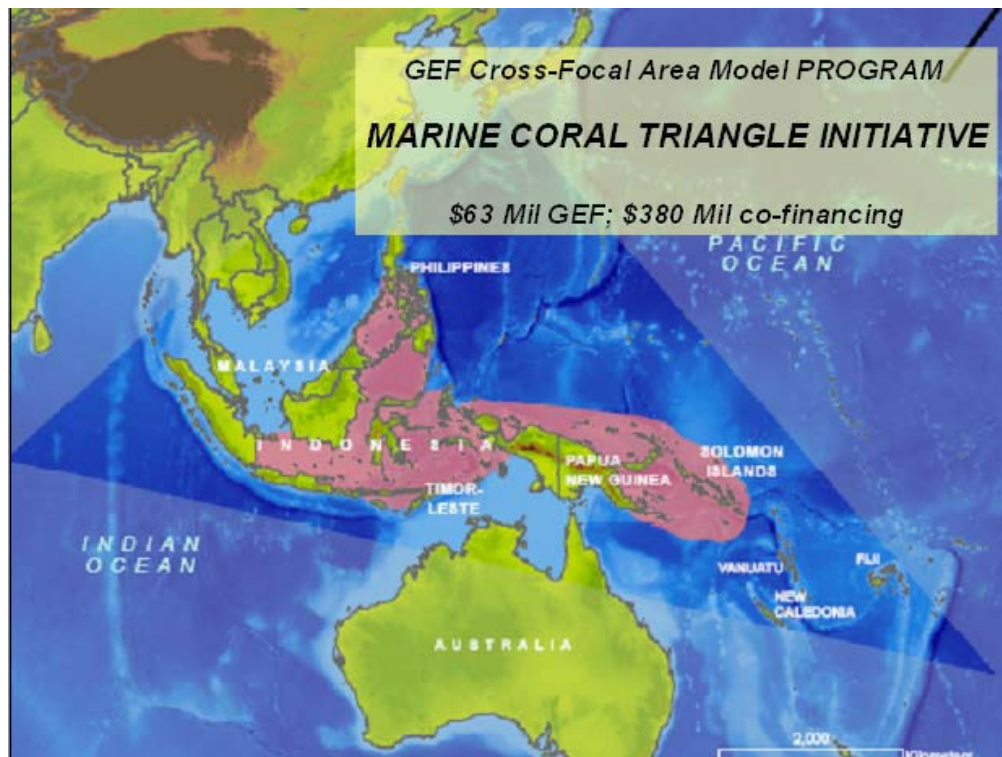 GEF Cross-Focal Area Model PROGRAM
MARINE CORAL TRIANGLE INITIATIVE
$63 Mil GEF; $380 Mil co-financing
PACIFIC
OCEAN
PHILIPPINES
MALAYSIA
INDONESIA
PAPUA
NEW GUINEA
SOLOMON
ISLANDS
TIMOR-
LESTE
INDIAN
OCEAN
VANUATU
FIJI
NEW
CALEDONIA
AUSTRALIA
2,000